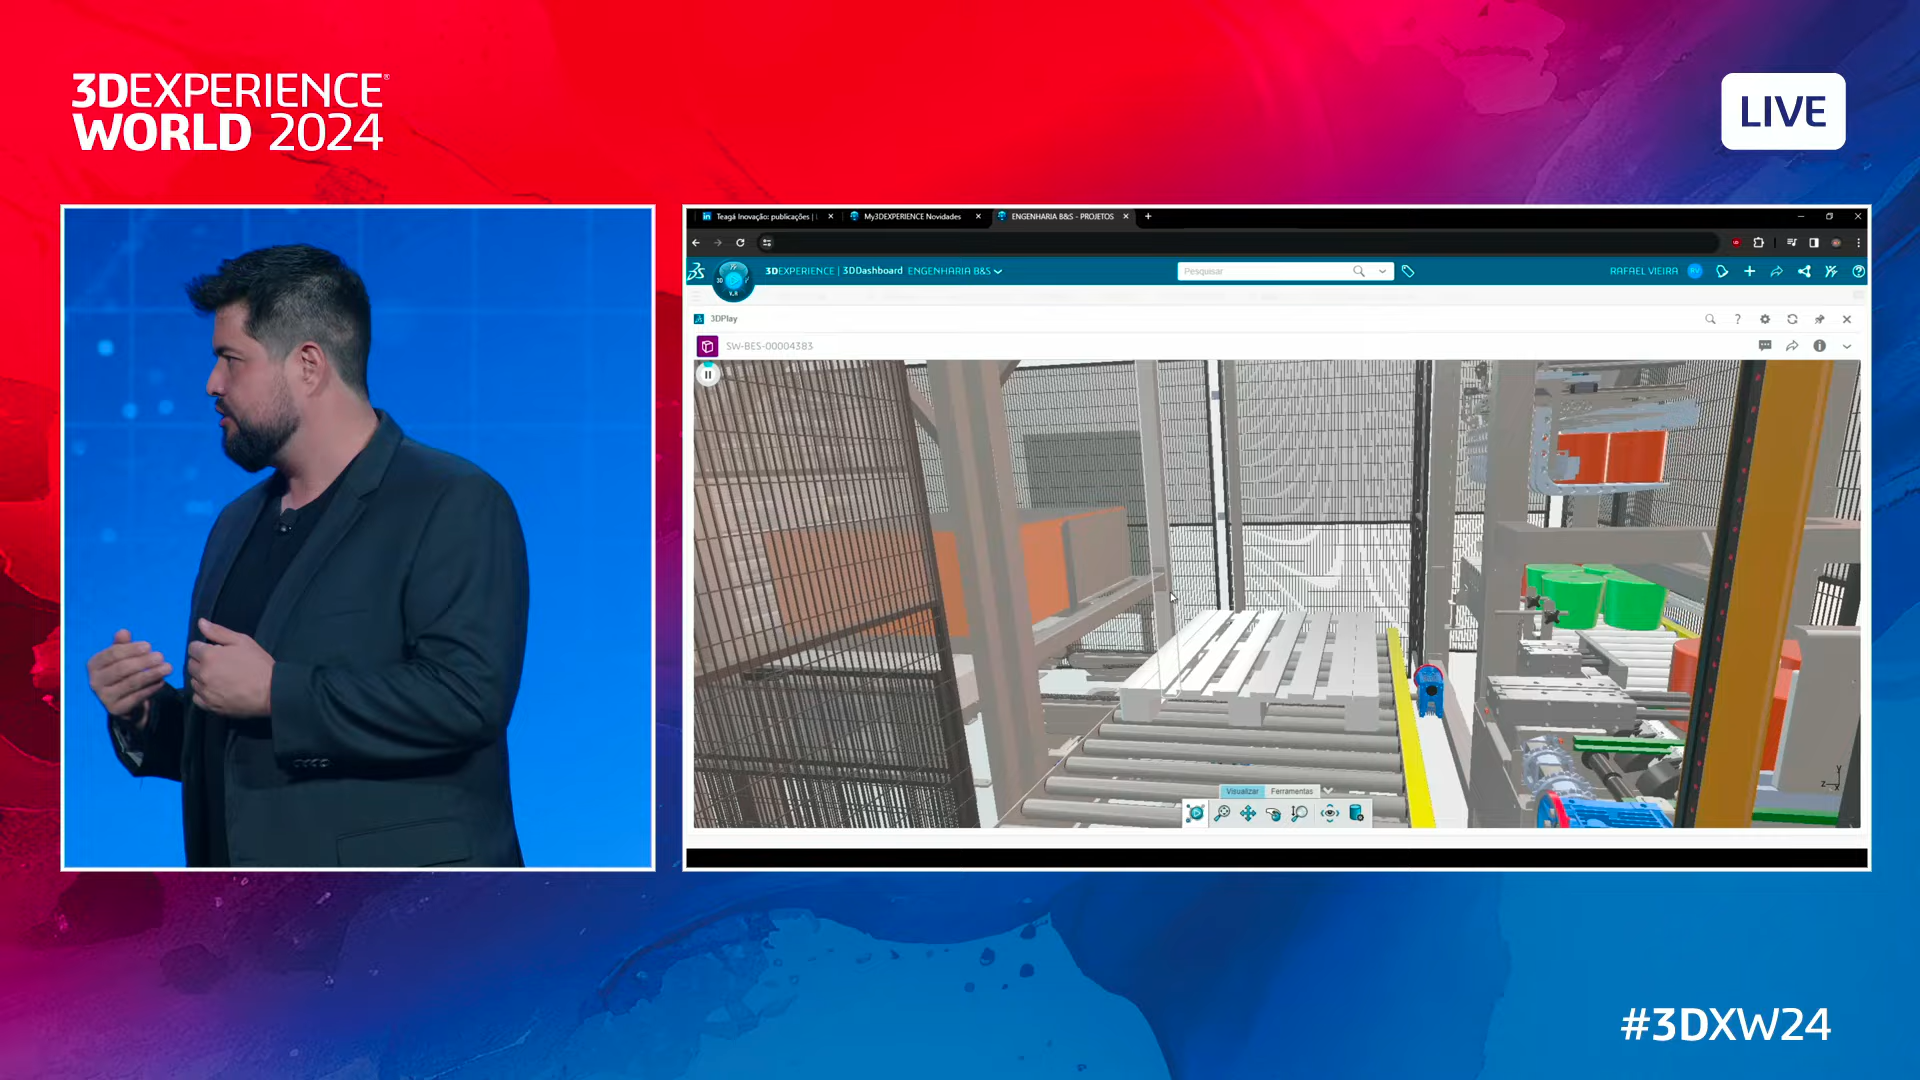 3DEXPERIENCE®
WORLD 2024
LIVE
Teagá Inovação: publicações |
My3DEXPERIENCE Novidades
ENGENHARIA B&S - PROJETOS
3DEXPERIENCE | 3DDashboard ENGENHARIA B&S
Pesquisar
RAFAEL VIEIRA
3DPlay
SW-BES-00004383
Visualizar
Ferramentas
#3DXW24